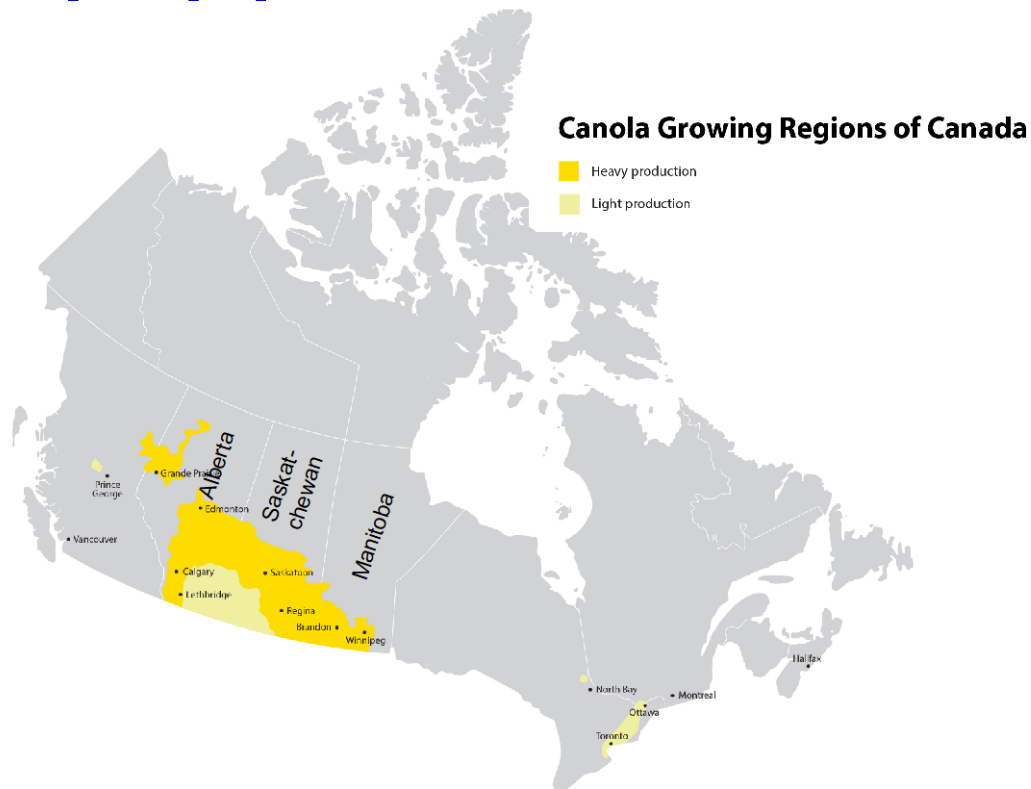 Canola Growing Regions of Canada
Heavy production
Light production
Alberta
Saskat-
chewan
Manitoba
Grande Prairie
Prince
George
Edmonton
Vancouver
Calgary
Saskatoon
Lethbridge
Regina
Brandon
Winnipeg
Halifax
North Bay
Montreal
Ottawa
Toronto